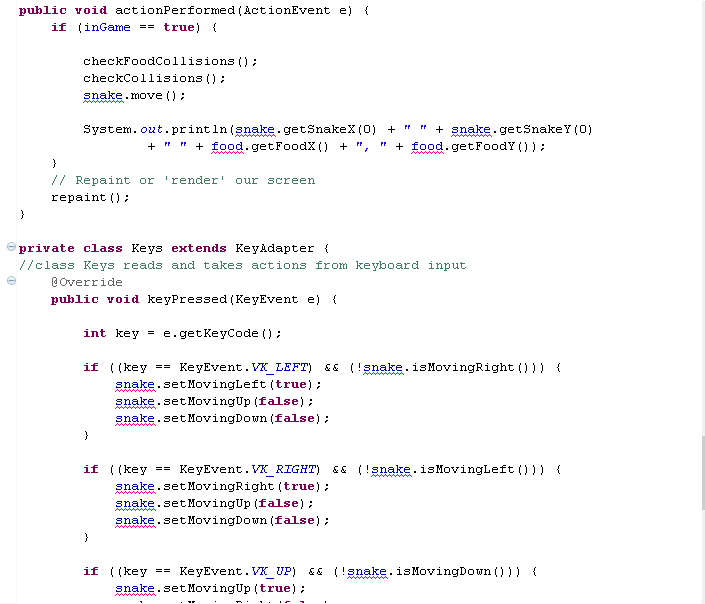 public void actionPerformed(ActionEvent e) {
if (inGame == true) {
checkFoodCollisions();
checkCollisions();
snake.move();
System.out.println(snake.getSnakeX(0) + " " + snake.getSnakeY(0)
+ " " + food.getFoodX() + ", " + food.getFoodY());
}
// Repaint or 'render' our screen
repaint();
}
private class Keys extends KeyAdapter {
//class Keys reads and takes actions from keyboard input
@Override
public void keyPressed(KeyEvent e) {
int key = e.getKeyCode();
if ((key == KeyEvent.VK_LEFT) && (!snake.isMovingRight())) {
snake.setMovingLeft(true);
snake.setMovingUp(false);
snake.setMovingDown(false);
}
if ((key == KeyEvent.VK_RIGHT) && (!snake.isMovingLeft())) {
snake.setMovingRight(true);
snake.setMovingUp(false);
snake.setMovingDown(false);
}
if ((key == KeyEvent.VK_UP) && (!snake.isMovingDown())) {
snake.setMovingUp(true);